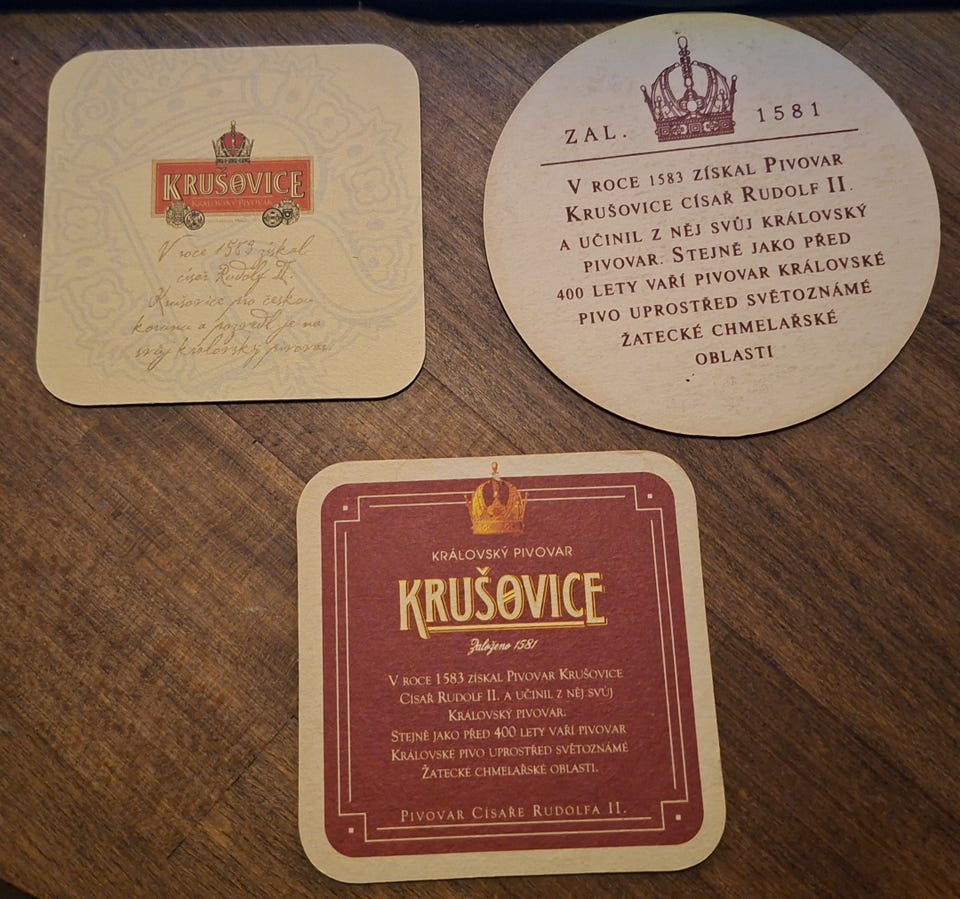 KRUŠOVICE
KRÁLOVSKÝ PIVOVAR
V roce 1583 získal
císař Rudolf II.
Krušovice pro českou
korunu a pozvedl je na
svůj královský pivovar.
ZAL. 1581
V ROCE 1583 ZÍSKAL PIVOVAR
KRUŠOVICE CÍSAŘ RUDOLF II.
A UČINIL Z NĚJ SVŮJ KRÁLOVSKÝ
PIVOVAR. STEJNĚ JAKO PŘED
400 LETY VAŘÍ PIVOVAR KRÁLOVSKÉ
PIVO UPROSTŘED SVĚTOZNÁMÉ
ŽATECKÉ CHMELAŘSKÉ
OBLASTI
KRÁLOVSKÝ PIVOVAR
KRUŠOVICE
Založeno 1581
V ROCE 1583 ZÍSKAL PIVOVAR KRUŠOVICE
CÍSAŘ RUDOLF II. A UČINIL Z NĚJ SVŮJ
KRÁLOVSKÝ PIVOVAR.
STEJNĚ JAKO PŘED 400 LETY VAŘÍ PIVOVAR
KRÁLOVSKÉ PIVO UPROSTŘED SVĚTOZNÁMÉ
ŽATECKÉ CHMELAŘSKÉ OBLASTI.
PIVOVAR CÍSAŘE RUDOLFA II.